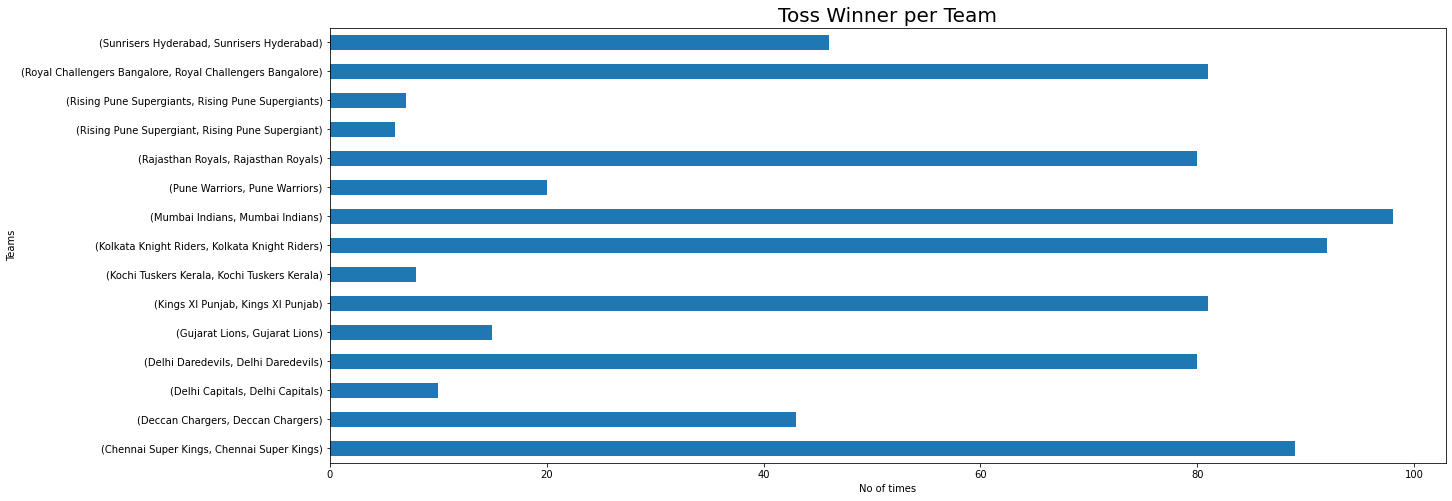 Toss Winner per Team
(Sunrisers Hyderabad, Sunrisers Hyderabad)
(Royal Challengers Bangalore, Royal Challengers Bangalore)
(Rising Pune Supergiants, Rising Pune Supergiants)
(Rising Pune Supergiant, Rising Pune Supergiant)
(Rajasthan Royals, Rajasthan Royals)
(Pune Warriors, Pune Warriors)
(Mumbai Indians, Mumbai Indians)
(Kolkata Knight Riders, Kolkata Knight Riders)
(Kochi Tuskers Kerala, Kochi Tuskers Kerala)
(Kings XI Punjab, Kings XI Punjab)
(Gujarat Lions, Gujarat Lions)
(Delhi Daredevils, Delhi Daredevils)
(Delhi Capitals, Delhi Capitals)
(Deccan Chargers, Deccan Chargers)
(Chennai Super Kings, Chennai Super Kings)
Teams
0 20 40 60 80 100
No of times